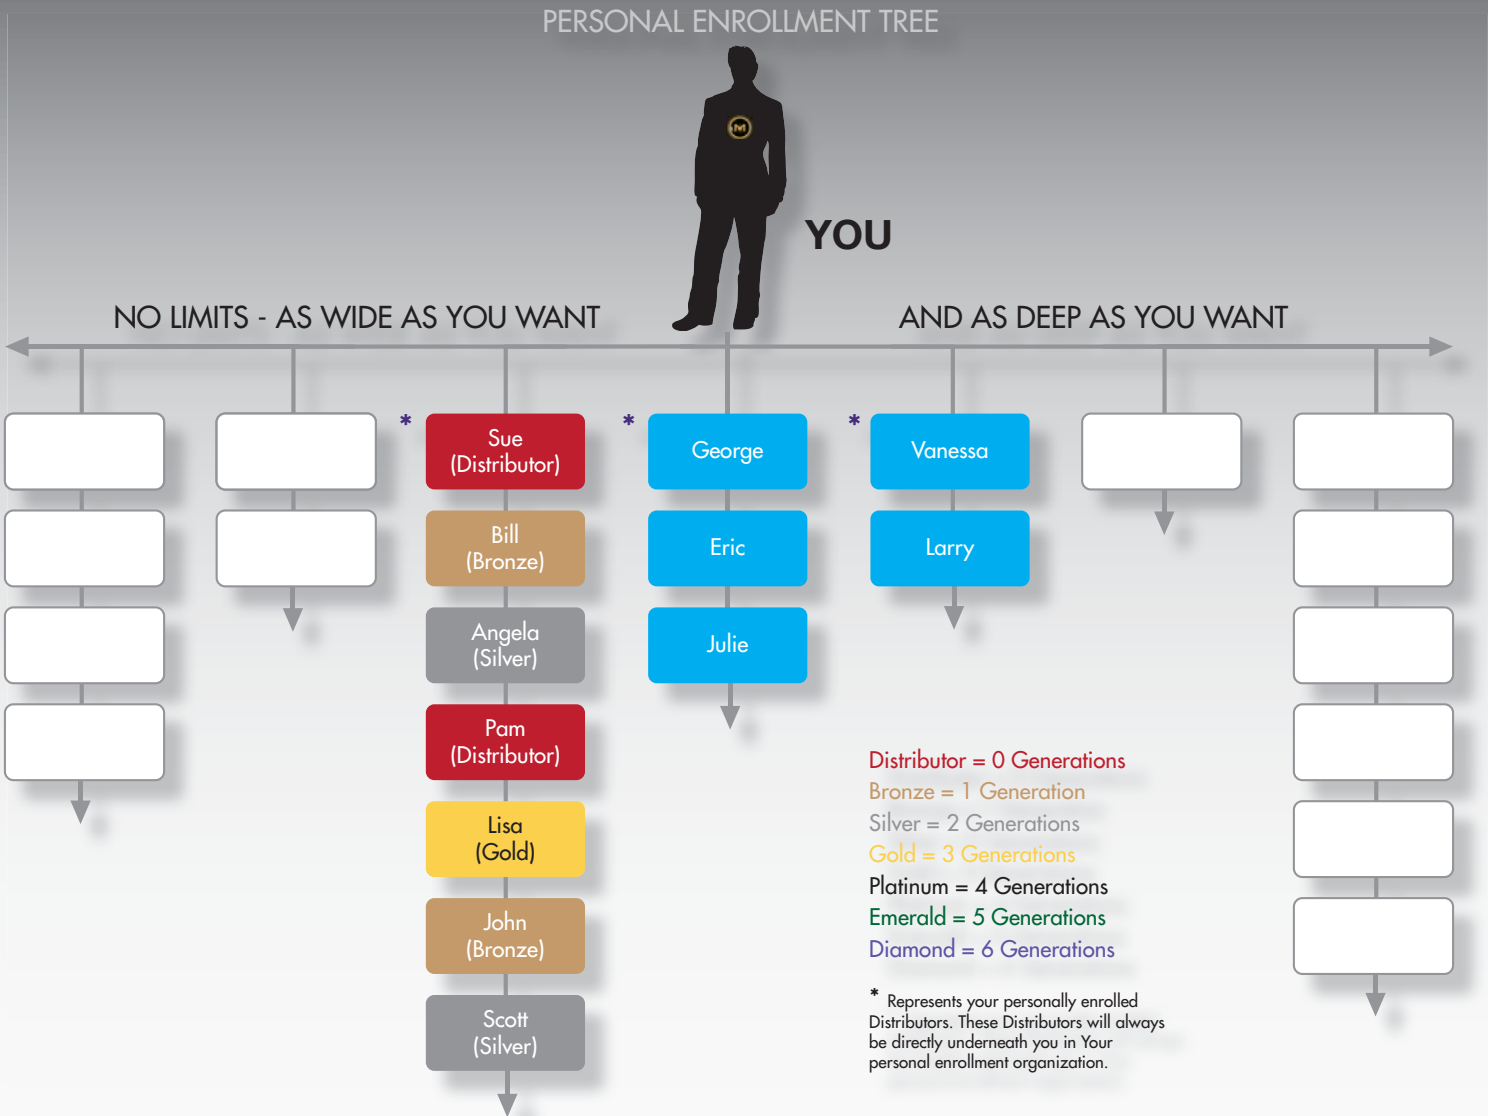 PERSONAL ENROLLMENT TREE
M
YOU
NO LIMITS - AS WIDE AS YOU WANT
AND AS DEEP AS YOU WANT
*
Sue
(Distributor)
*
George
*
Vanessa
Bill
(Bronze)
Eric
Larry
Angela
(Silver)
Julie
Pam
(Distributor)
Lisa
(Gold)
John
(Bronze)
Scott
(Silver)
Distributor = 0 Generations
Bronze = 1 Generation
Silver = 2 Generations
Gold = 3 Generations
Platinum = 4 Generations
Emerald = 5 Generations
Diamond = 6 Generations
* Represents your personally enrolled
Distributors. These Distributors will always
be directly underneath you in Your
personal enrollment organization.